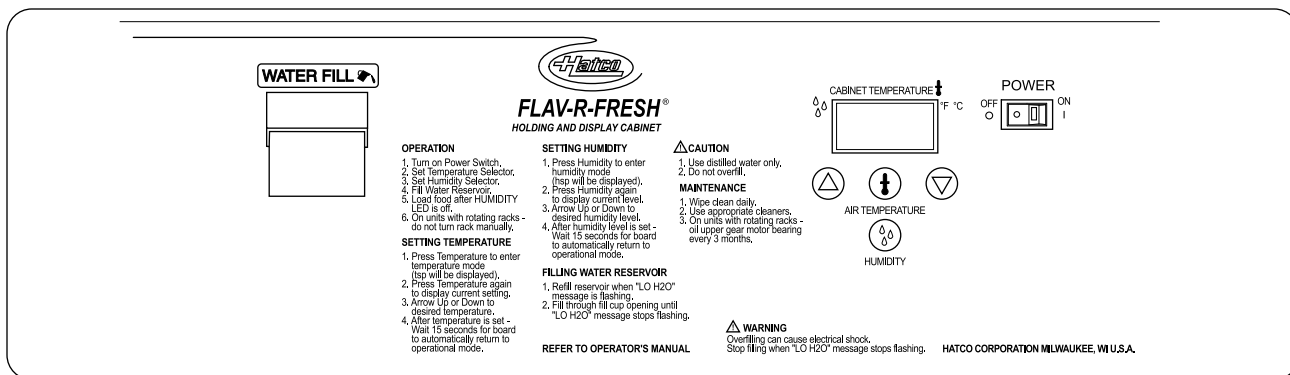 WATER FILL
Hatco
FLAV-R-FRESH®
HOLDING AND DISPLAY CABINET
OPERATION
1. Turn on Power Switch.
2. Set Temperature Selector.
3. Set Humidity Selector.
4. Fill Water Reservoir.
5. Load food after HUMIDITY
LED is off.
6. On units with rotating racks -
do not turn rack manually.
SETTING TEMPERATURE
1. Press Temperature to enter
temperature mode
(tsp will be displayed).
2. Press Temperature again
to display current setting.
3. Arrow Up or Down to
desired temperature.
4. After temperature is set -
Wait 15 seconds for board
to automatically return to
operational mode.
SETTING HUMIDITY
1. Press Humidity to enter
humidity mode
(hsp will be displayed).
2. Press Humidity again
to display current level.
3. Arrow Up or Down to
desired humidity level.
4. After humidity level is set -
Wait 15 seconds for board
to automatically return to
operational mode.
FILLING WATER RESERVOIR
1. Refill reservoir when "LO H2O"
message is flashing.
2. Fill through fill cup opening until
"LO H2O" message stops flashing.
REFER TO OPERATOR'S MANUAL
⚠ CAUTION
1. Use distilled water only.
2. Do not overfill.
MAINTENANCE
1. Wipe clean daily.
2. Use appropriate cleaners.
3. On units with rotating racks -
oil upper gear motor bearing
every 3 months.
⚠ WARNING
Overfilling can cause electrical shock.
Stop filling when "LO H2O" message stops flashing.
CABINET TEMPERATURE
°F °C
AIR TEMPERATURE
HUMIDITY
POWER
OFF
O
ON
I
HATCO CORPORATION MILWAUKEE, WI U.S.A.